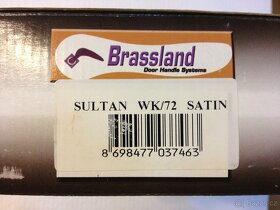 Brassland
Door Handle Systems
SULTAN WK/72 SATIN
8 698477 037463